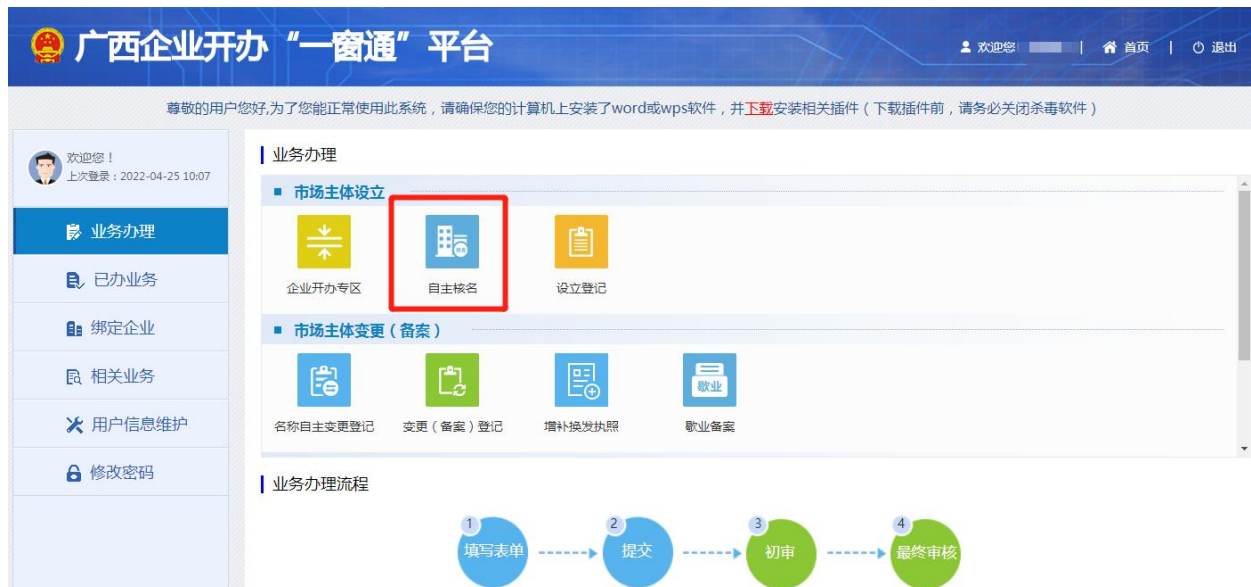 广西企业开办“一窗通”平台
欢迎您 | 首页 | 退出
尊敬的用户您好,为了您能正常使用此系统，请确保您的计算机上安装了word或wps软件，并下载安装相关插件（下载插件前，请务必关闭杀毒软件）
欢迎您！
上次登录：2022-04-25 10:07
业务办理
已办业务
绑定企业
相关业务
用户信息维护
修改密码
业务办理
市场主体设立
企业开办专区 自主核名 设立登记
市场主体变更（备案）
歇业
名称自主变更登记 变更（备案）登记 增补换发执照 歇业备案
业务办理流程
1 2 3 4
填写表单 提交 初审 最终审核